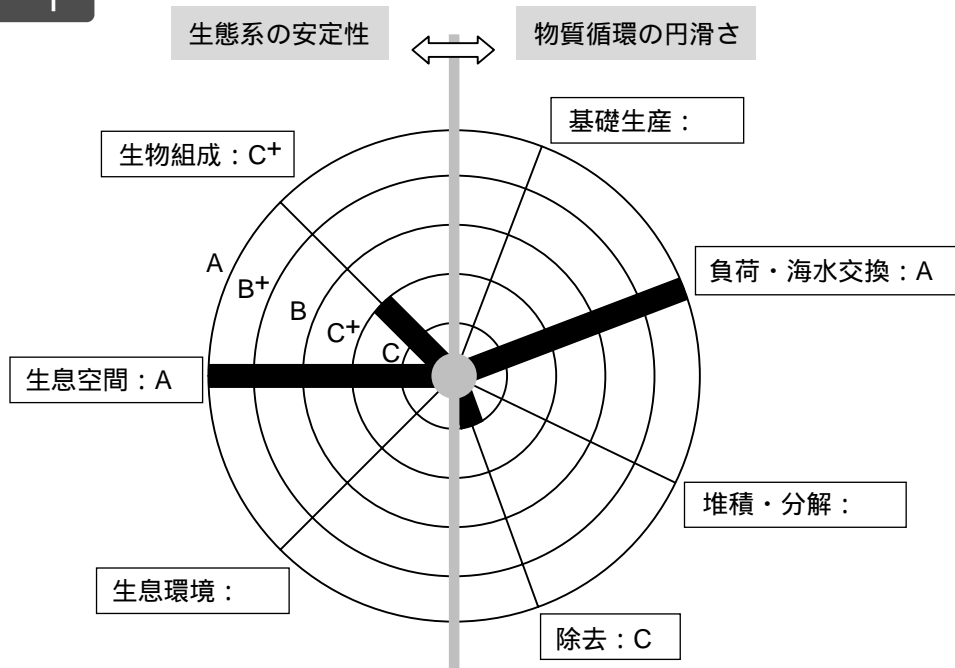 生態系の安定性
物質循環の円滑さ
基礎生産：
生物組成：C⁺
負荷・海水交換：A
A
B⁺
B
C⁺
C
生息空間：A
堆積・分解：
生息環境：
除去：C